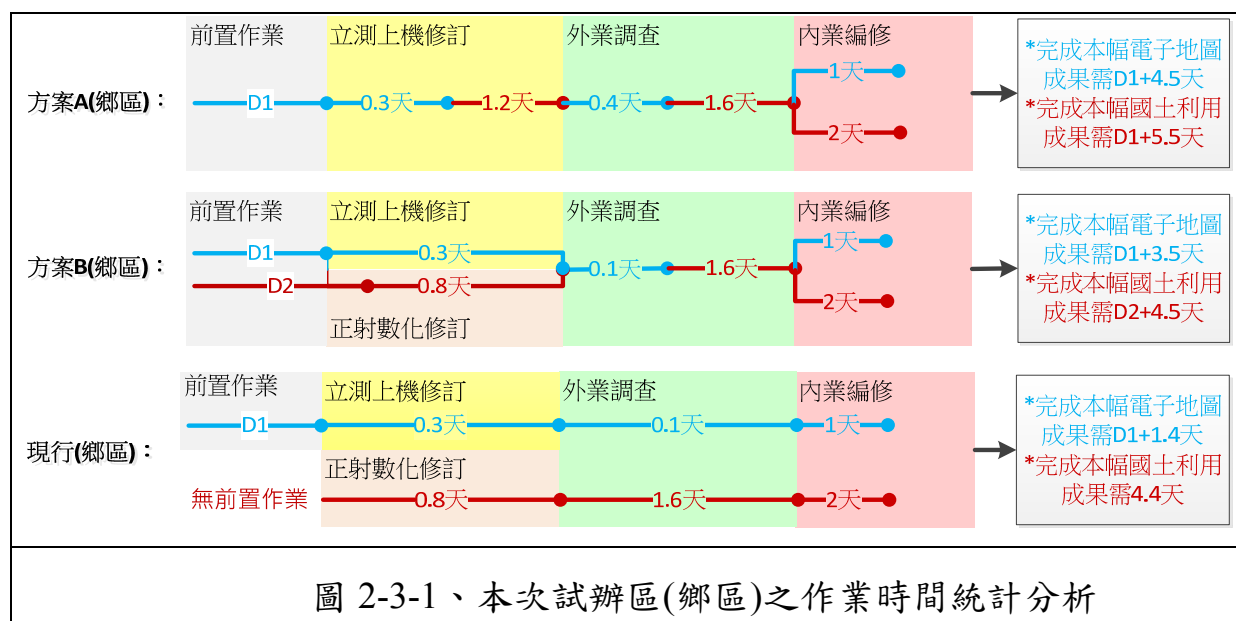 前置作業
立測上機修訂
外業調查
內業編修
方案A(鄉區)：
D1
0.3天
1.2天
0.4天
1.6天
1天
2天
*完成本幅電子地圖
成果需D1+4.5天
*完成本幅國土利用
成果需D1+5.5天
前置作業
立測上機修訂
外業調查
內業編修
方案B(鄉區)：
D1
0.3天
D2
0.8天
正射數化修訂
0.1天
1.6天
1天
2天
*完成本幅電子地圖
成果需D1+3.5天
*完成本幅國土利用
成果需D2+4.5天
前置作業
立測上機修訂
外業調查
內業編修
現行(鄉區)：
D1
0.3天
0.1天
1天
正射數化修訂
無前置作業
0.8天
1.6天
2天
*完成本幅電子地圖
成果需D1+1.4天
*完成本幅國土利用
成果需4.4天
圖 2-3-1、本次試辦區(鄉區)之作業時間統計分析